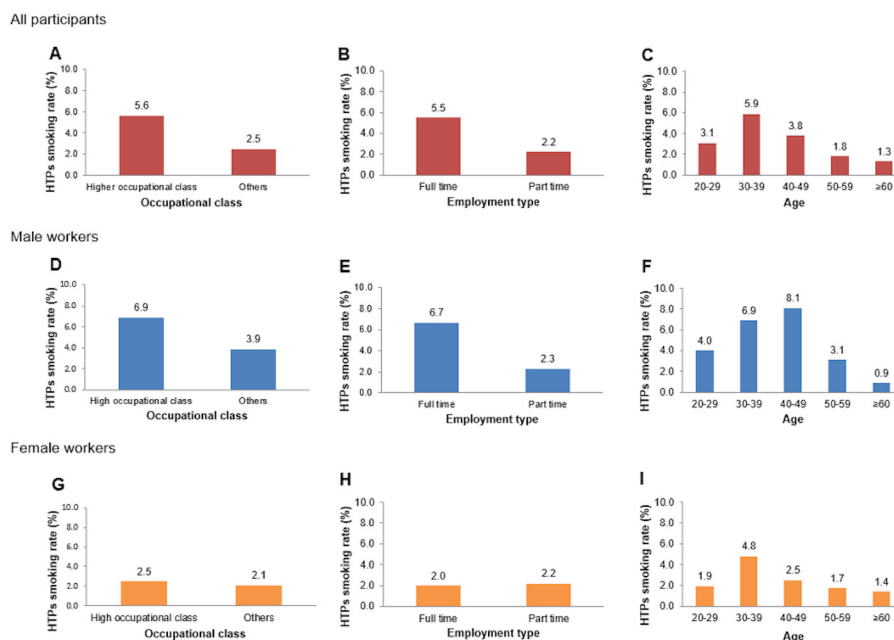 All participants
A
HTPs smoking rate (%)
10.0
8.0
6.0
4.0
2.0
0.0
5.6
2.5
Higher occupational class Others
Occupational class
B
HTPs smoking rate (%)
10.0
8.0
6.0
4.0
2.0
0.0
5.5
2.2
Full time Part time
Employment type
C
HTPs smoking rate (%)
10.0
8.0
6.0
4.0
2.0
0.0
3.1
5.9
3.8
1.8
1.3
20-29 30-39 40-49 50-59 ≥60
Age
Male workers
D
HTPs smoking rate (%)
10.0
8.0
6.0
4.0
2.0
0.0
6.9
3.9
High occupational class Others
Occupational class
E
HTPs smoking rate (%)
10.0
8.0
6.0
4.0
2.0
0.0
6.7
2.3
Full time Part time
Employment type
F
HTPs smoking rate (%)
10.0
8.0
6.0
4.0
2.0
0.0
4.0
6.9
8.1
3.1
0.9
20-29 30-39 40-49 50-59 ≥60
Age
Female workers
G
HTPs smoking rate (%)
10.0
8.0
6.0
4.0
2.0
0.0
2.5
2.1
High occupational class Others
Occupational class
H
HTPs smoking rate (%)
10.0
8.0
6.0
4.0
2.0
0.0
2.0
2.2
Full time Part time
Employment type
I
HTPs smoking rate (%)
10.0
8.0
6.0
4.0
2.0
0.0
1.9
4.8
2.5
1.7
1.4
20-29 30-39 40-49 50-59 ≥60
Age